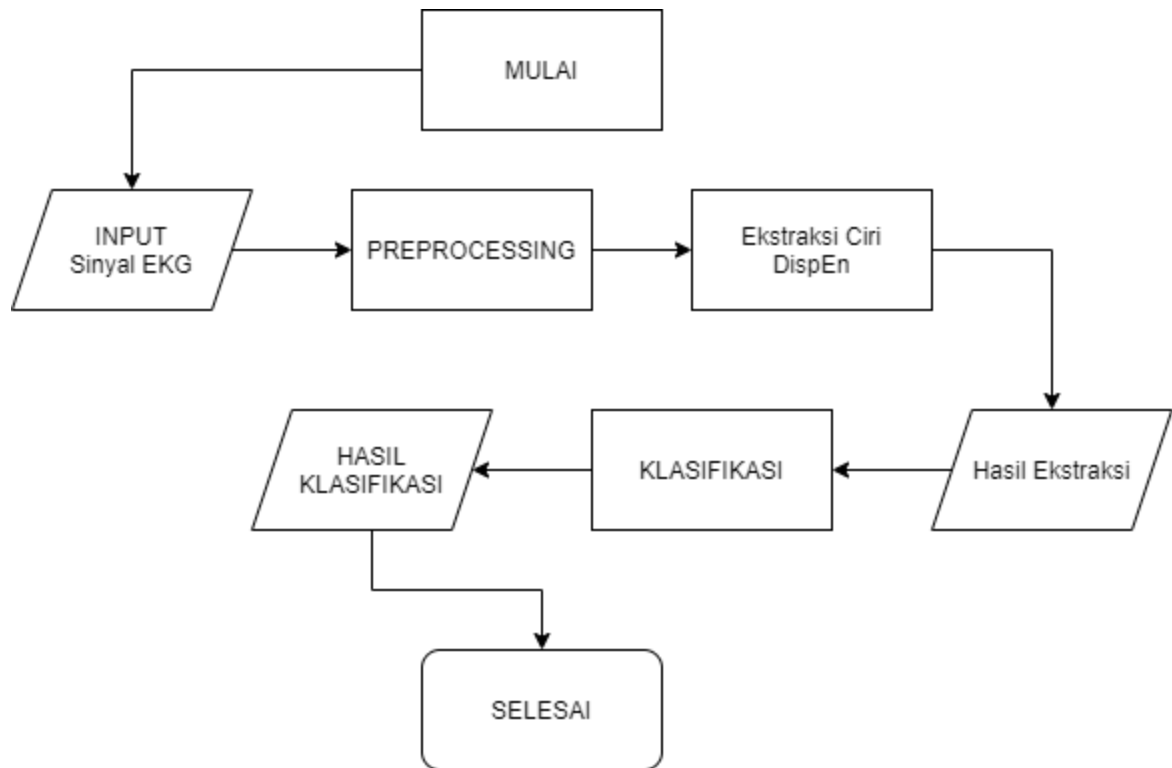 MULAI
INPUT
Sinyal EKG
PREPROCESSING
Ekstraksi Ciri
DispEn
Hasil Ekstraksi
KLASIFIKASI
HASIL
KLASIFIKASI
SELESAI